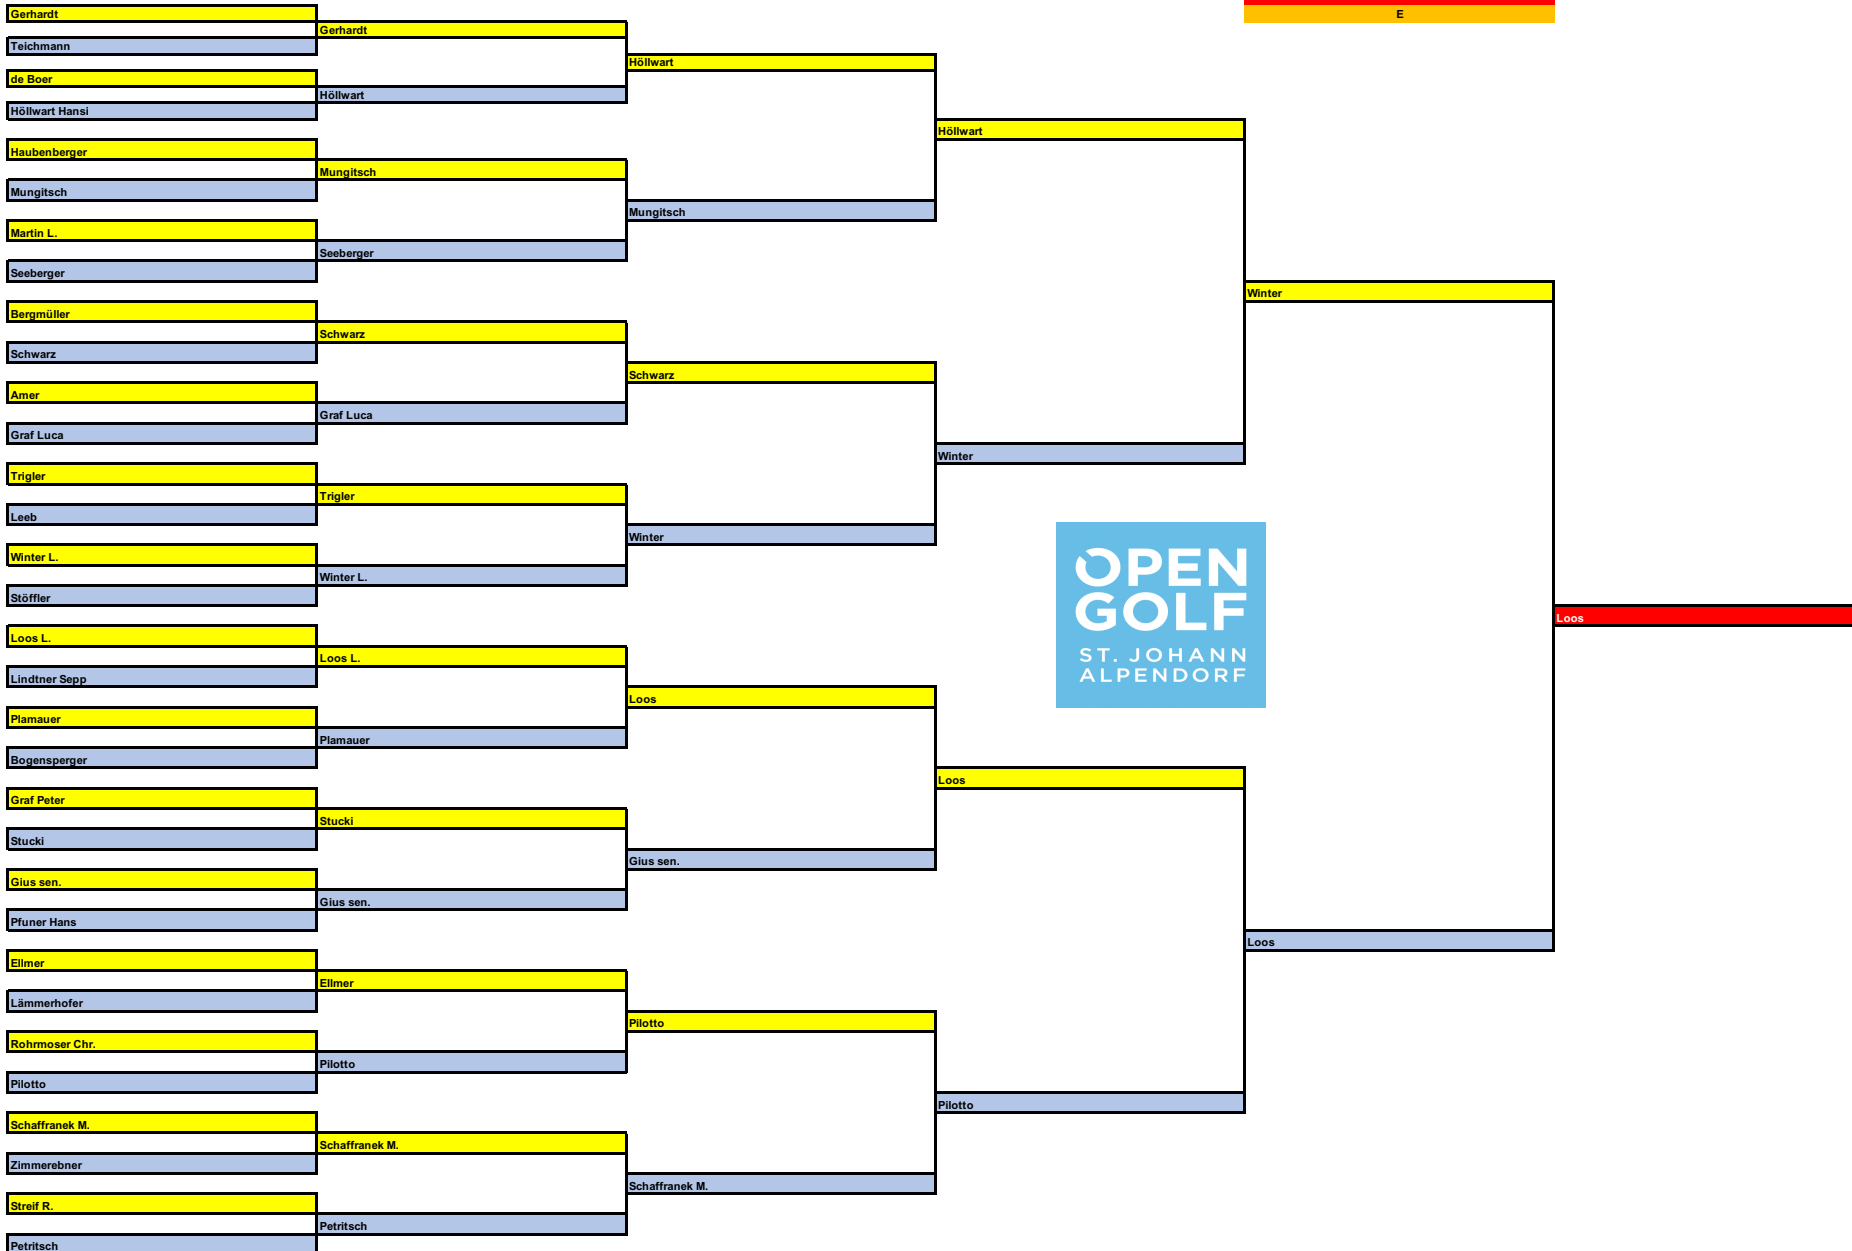 Gerhardt
Teichmann
de Boer
Höllwart Hansi
Haubenberger
Mungitsch
Martin L.
Seeberger
Bergmüller
Schwarz
Amer
Graf Luca
Trigler
Leeb
Winter L.
Stöffler
Loos L.
Lindtner Sepp
Plamauer
Bogensperger
Graf Peter
Stucki
Gius sen.
Pfuner Hans
Ellmer
Lämmerhofer
Rohrmoser Chr.
Pilotto
Schaffranek M.
Zimmerebner
Streif R.
Petritsch
Gerhardt
Höllwart
Mungitsch
Seeberger
Schwarz
Graf Luca
Trigler
Winter L.
Loos L.
Plamauer
Stucki
Gius sen.
Ellmer
Pilotto
Schaffranek M.
Petritsch
Höllwart
Mungitsch
Schwarz
Winter
Loos
Gius sen.
Pilotto
Schaffranek M.
Höllwart
Winter
Loos
Pilotto
E
Winter
Loos
OPEN
GOLF
ST. JOHANN
ALPENDORF
Loos